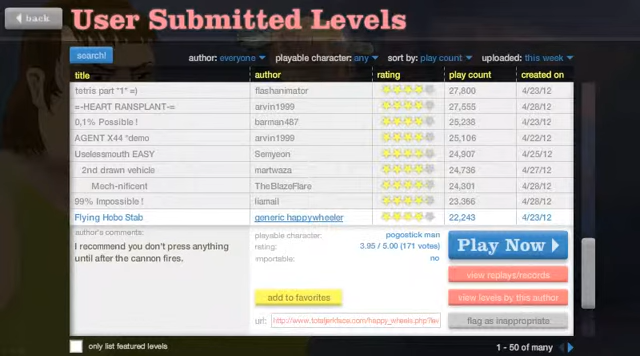 back
User Submitted Levels
search!
author: everyone playable character: any sort by: play count uploaded: this week
title author rating play count created on
tetris part *1* =) flashanimator 27,800 4/23/12
=-HEART RANSPLANT-= arvin1999 27,555 4/28/12
0,1% Possible ! barman487 25,238 4/23/12
AGENT X44 *demo arvin1999 25,106 4/22/12
Uselessmouth EASY Semyeon 24,907 4/25/12
2nd drawn vehicle martwaza 24,736 4/27/12
Mech-nificent TheBlazeFlare 24,301 4/28/12
99% Impossible ! liamail 23,366 4/28/12
Flying Hobo Stab generic happywheeler 22,243 4/23/12
author's comments:
I recommend you don't press anything
until after the cannon fires.
playable character: pogostick man
rating: 3.95 / 5.00 (171 votes)
importable: no
Play Now
view replays/records
add to favorites
view levels by this author
url: http://www.totaljerkface.com/happy_wheels.php?lev
flag as inappropriate
only list featured levels
1 - 50 of many